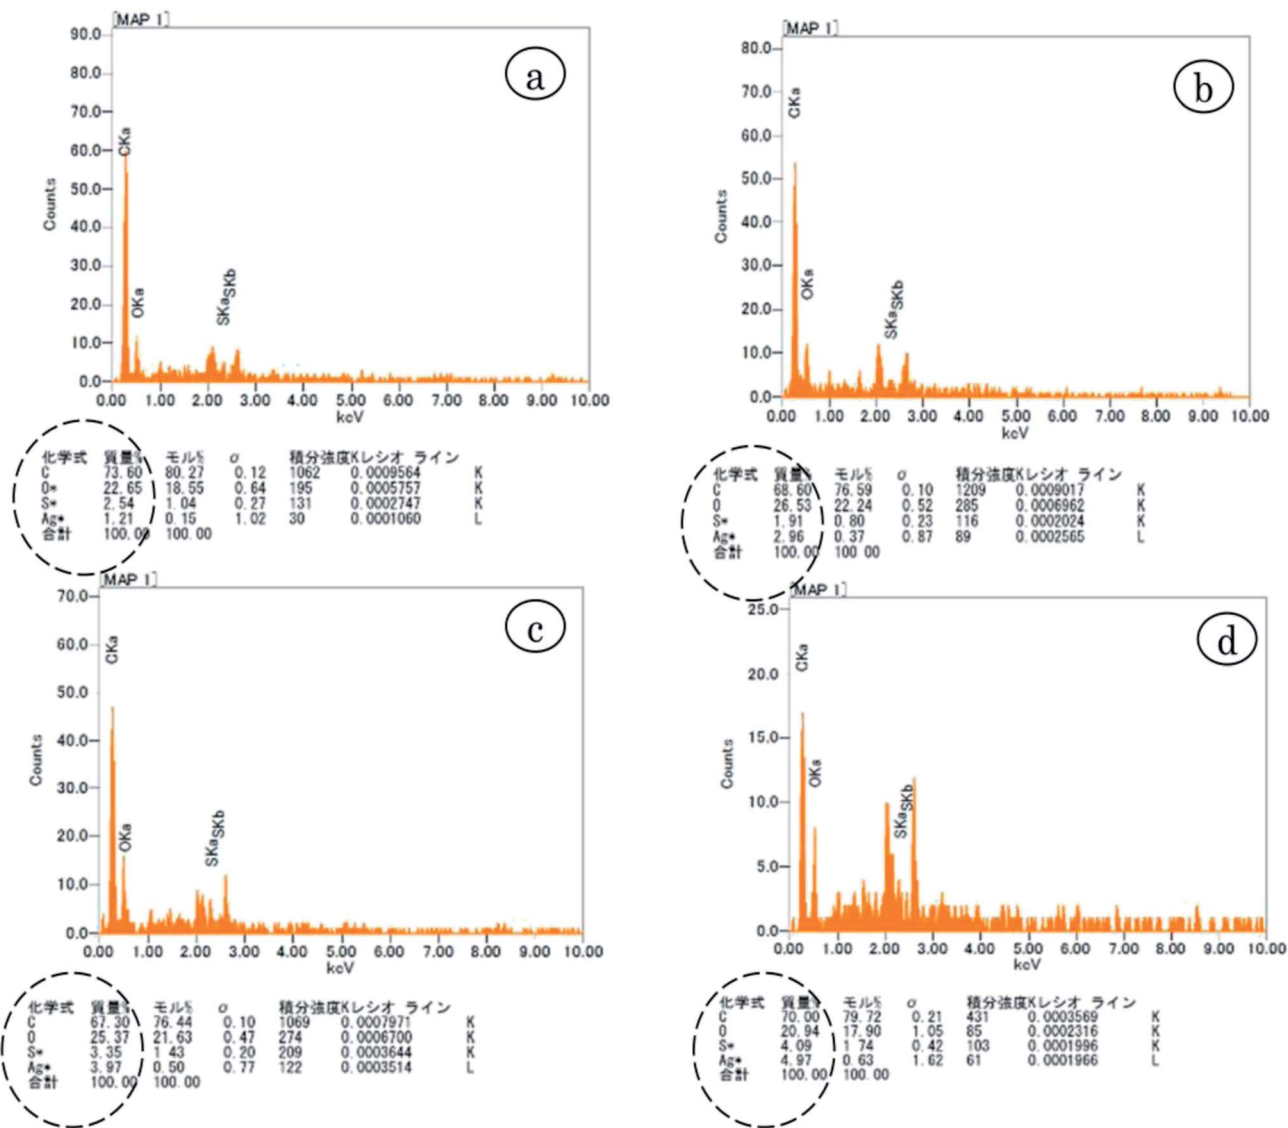 [MAP 1]
a
90.0
80.0
70.0
60.0
50.0
40.0
30.0
20.0
10.0
0.0
Counts
CKa
OKa
SKa
SKb
0.00 1.00 2.00 3.00 4.00 5.00 6.00 7.00 8.00 9.00 10.00
keV
化学式 質量% モル% σ 積分強度Kレシオ ライン
C 73.60 80.27 0.12 1062 0.0009564 K
O* 22.65 18.55 0.64 195 0.0005757 K
S* 2.54 1.04 0.27 131 0.0002747 K
Ag* 1.21 0.15 1.02 30 0.0001060 L
合計 100.00 100.00
[MAP 1]
b
80.0
70.0
60.0
50.0
40.0
30.0
20.0
10.0
0.0
Counts
CKa
OKa
SKa
SKb
0.00 1.00 2.00 3.00 4.00 5.00 6.00 7.00 8.00 9.00 10.00
keV
化学式 質量% モル% σ 積分強度Kレシオ ライン
C 68.60 76.59 0.10 1209 0.0009017 K
O 26.53 22.24 0.52 285 0.0006962 K
S* 1.91 0.80 0.23 116 0.0002024 K
Ag* 2.96 0.37 0.87 89 0.0002565 L
合計 100.00 100 00
[MAP 1]
c
70.0
60.0
50.0
40.0
30.0
20.0
10.0
0.0
Counts
CKa
OKa
SKa
SKb
0.00 1.00 2.00 3.00 4.00 5.00 6.00 7.00 8.00 9.00 10.00
keV
化学式 質量% モル% σ 積分強度Kレシオ ライン
C 67.30 76.44 0.10 1069 0.0007971 K
O 25.37 21.63 0.47 274 0.0006700 K
S* 3.35 1 43 0.20 209 0.0003644 K
Ag* 3.97 0.50 0.77 122 0.0003514 L
合計 100.00 100.00
[MAP 1]
d
25.0
20.0
15.0
10.0
5.0
0.0
Counts
CKa
OKa
SKa
SKb
0.00 1.00 2.00 3.00 4.00 5.00 6.00 7.00 8.00 9.00 10.00
keV
化学式 質量% モル% σ 積分強度Kレシオ ライン
C 70.00 79.72 0.21 431 0.0003569 K
O 20.94 17.90 1.05 85 0.0002316 K
S* 4.09 1 74 0.42 103 0.0001996 K
Ag* 4.97 0.63 1.62 61 0.0001966 L
合計 100.00 100.00